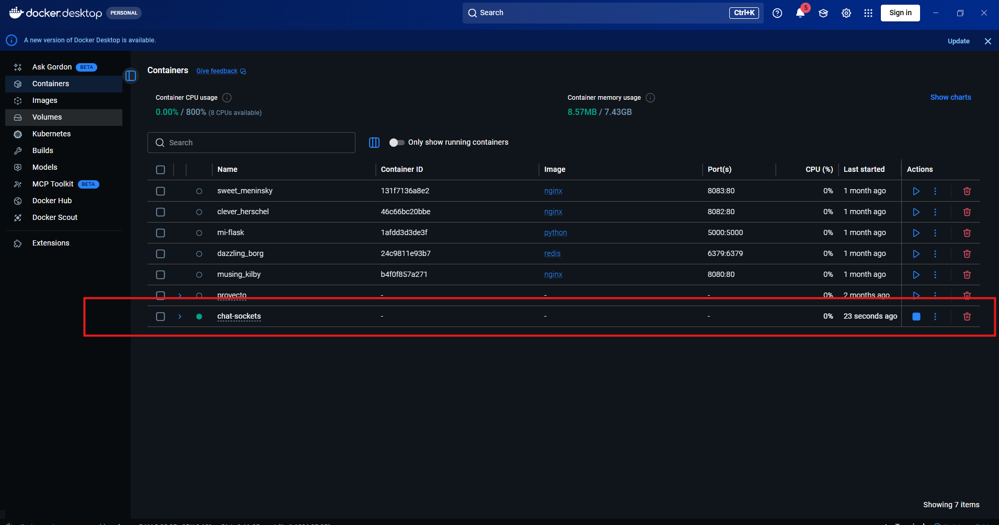 docker.desktop PERSONAL Search Ctrl+K 5 Sign in
A new version of Docker Desktop is available. Update
Ask Gordon BETA
Containers
Images
Volumes
Kubernetes
Builds
Models
MCP Toolkit BETA
Docker Hub
Docker Scout
Extensions
Containers Give feedback
Container CPU usage
0.00% / 800% (8 CPUs available)
Container memory usage
8.57MB / 7.43GB
Show charts
Search
Only show running containers
Name Container ID Image Port(s) CPU (%) Last started Actions
sweet_meninsky 131f7136a8e2 nginx 8083:80 0% 1 month ago
clever_herschel 46c66bc20bbe nginx 8082:80 0% 1 month ago
mi-flask 1afdd3d3de3f python 5000:5000 0% 1 month ago
dazzling_borg 24c9811e93b7 redis 6379:6379 0% 1 month ago
musing_kilby b4f0f857a271 nginx 8080:80 0% 1 month ago
proyecto - - - 0% 2 months ago
chat-sockets - - - 0% 23 seconds ago
Showing 7 items